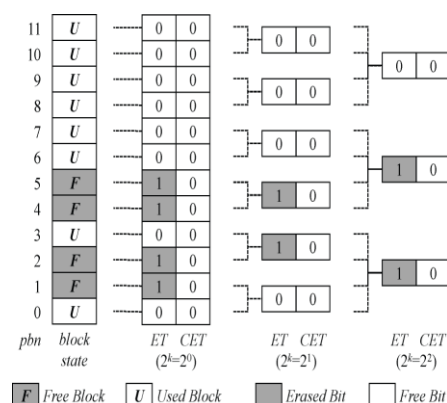 11 U 0 0
0 0
10 U 0 0
0 0
9 U 0 0
0 0
8 U 0 0
7 U 0 0
0 0
6 U 0 0
1 0
5 F 1 0
1 0
4 F 1 0
3 U 0 0
1 0
2 F 1 0
1 0
1 F 1 0
0 0
0 U 0 0
pbn block ET CET ET CET ET CET
state (2^k=2^0) (2^k=2^1) (2^k=2^2)
F Free Block U Used Block Erased Bit Free Bit